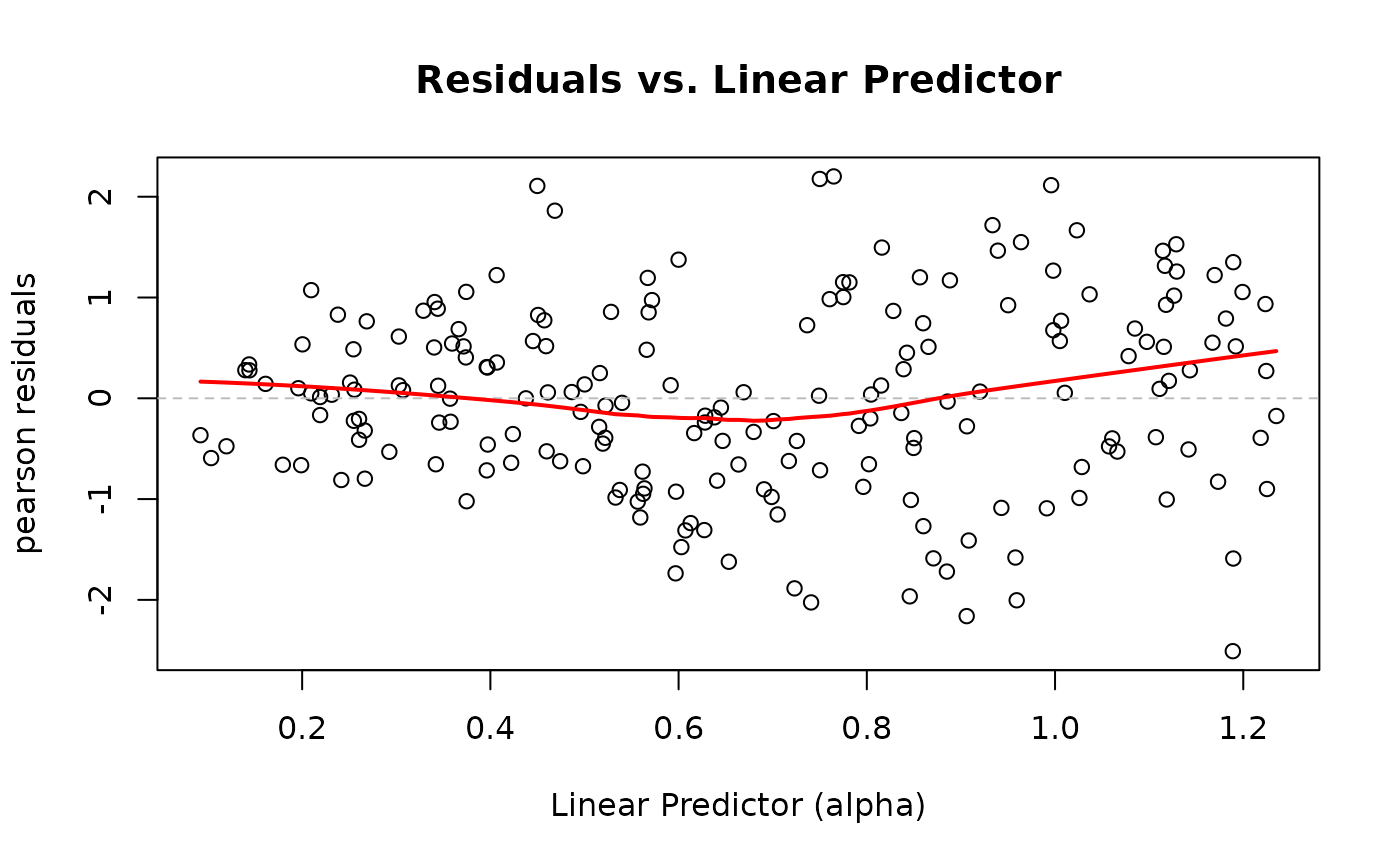 Residuals vs. Linear Predictor
pearson residuals
2
1
0
-1
-2
0.2 0.4 0.6 0.8 1.0 1.2
Linear Predictor (alpha)